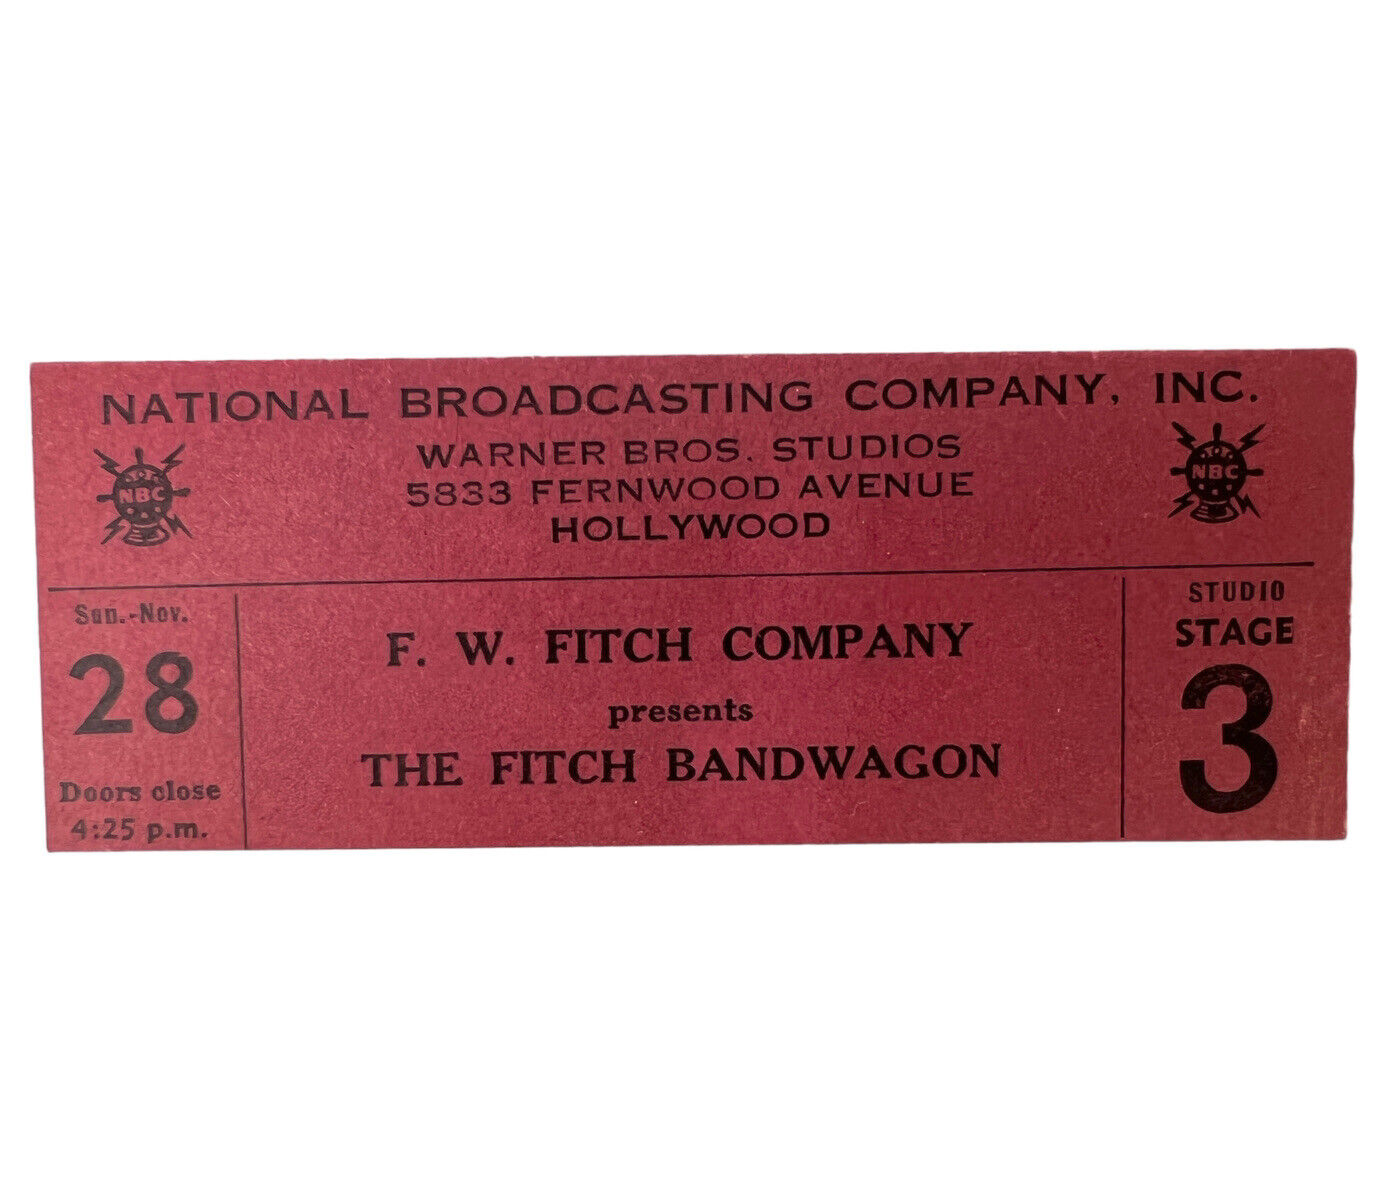 NATIONAL BROADCASTING COMPANY, INC.
WARNER BROS. STUDIOS
5833 FERNWOOD AVENUE
HOLLYWOOD
NBC
NBC
Sun.-Nov.
28
Doors close
4:25 p.m.
F. W. FITCH COMPANY
presents
THE FITCH BANDWAGON
STUDIO
STAGE
3